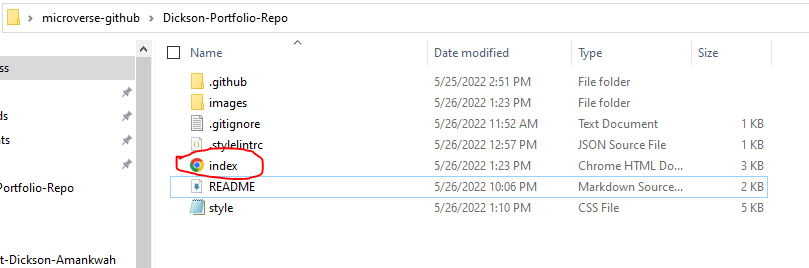 microverse-github > Dickson-Portfolio-Repo
Name Date modified Type Size
ss
.github 5/25/2022 2:51 PM File folder
images 5/26/2022 1:23 PM File folder
ds
.gitignore 5/26/2022 11:52 AM Text Document 1 KB
nts
.stylelintrc 5/26/2022 12:57 PM JSON Source File 1 KB
index 5/26/2022 1:23 PM Chrome HTML Do... 3 KB
Portfolio-Repo
README 5/26/2022 10:06 PM Markdown Source... 2 KB
style 5/26/2022 1:10 PM CSS File 5 KB
t-Dickson-Amankwah